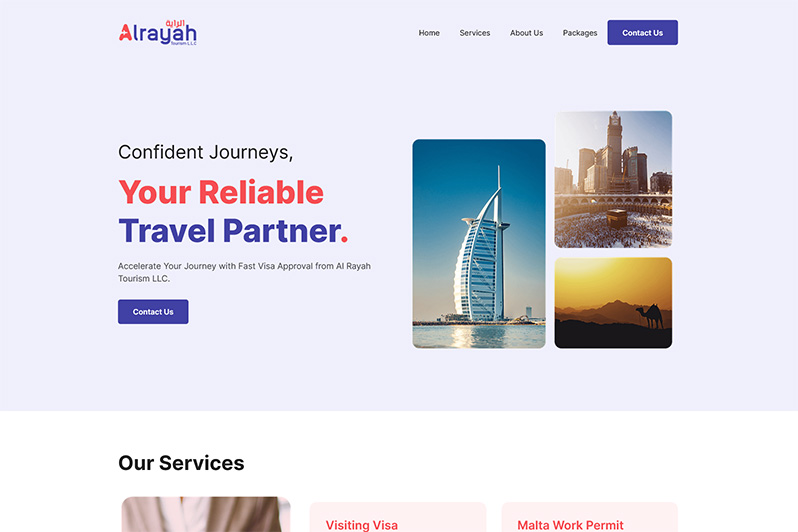 الراية
Alrayah
Tourism L.L.C
Home
Services
About Us
Packages
Contact Us
Confident Journeys,
Your Reliable
Travel Partner.
Accelerate Your Journey with Fast Visa Approval from Al Rayah
Tourism LLC.
Contact Us
Our Services
Visiting Visa
Malta Work Permit